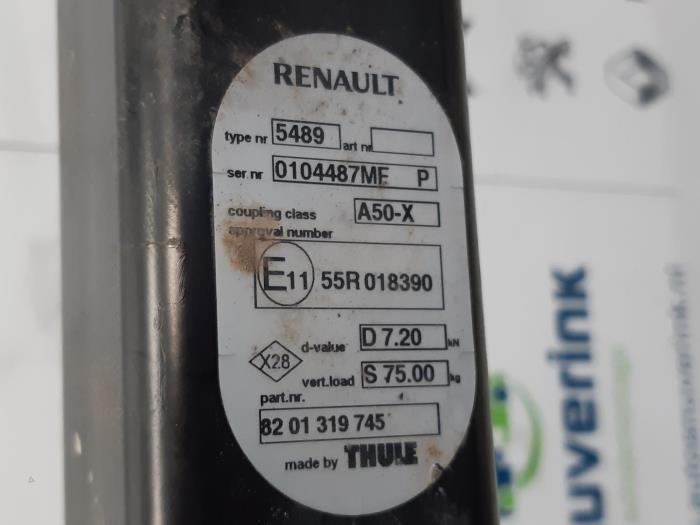 RENAULT
type nr 5489 art nr
ser. nr 0104487MF P
coupling class A50-X
approval number
E11 55R 018390
d-value D 7.20 kN
X28
vert.load S 75.00 kg
part.nr.
82 01 319 745
made by THULE
uverink